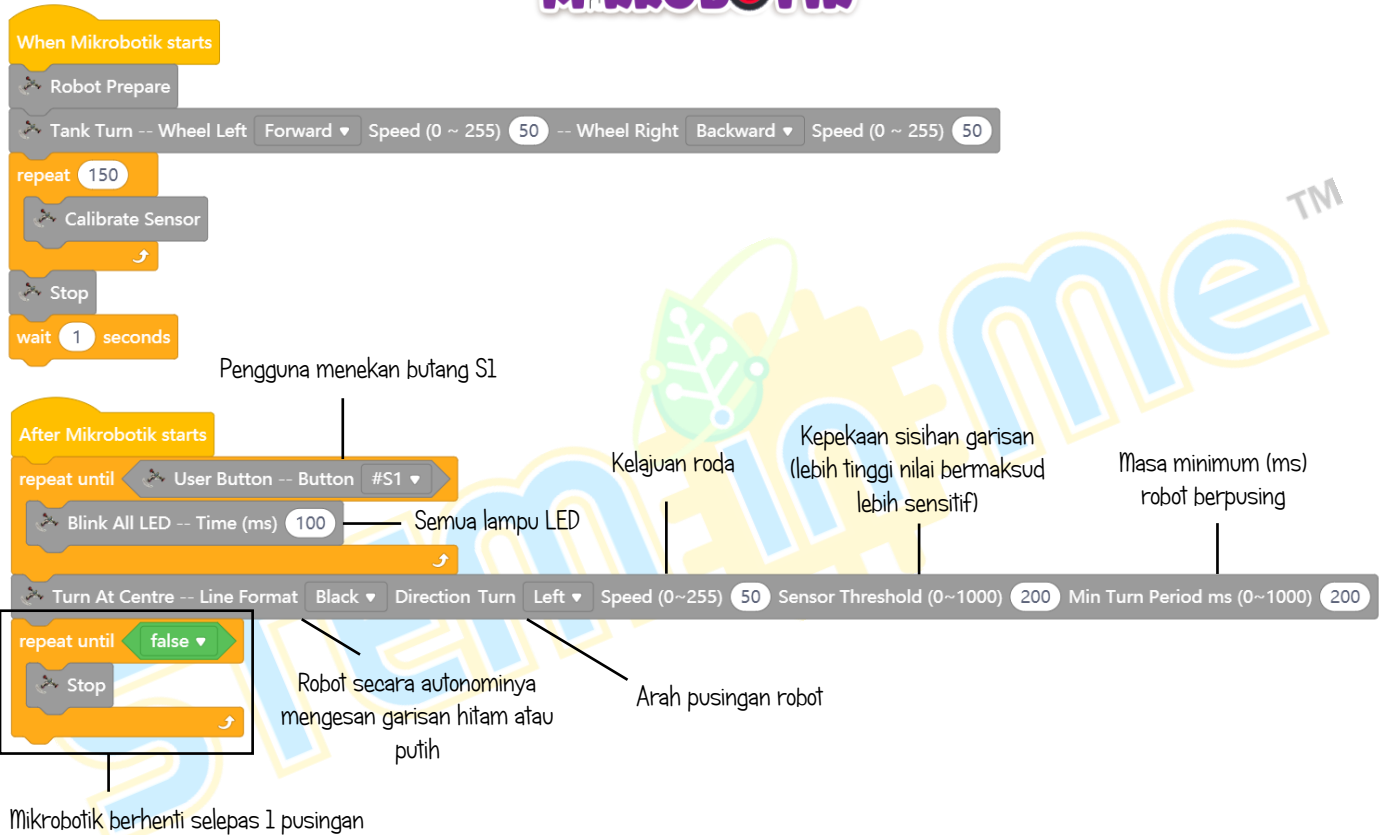 MIKROBOTIK
When Mikrobotik starts
Robot Prepare
Tank Turn -- Wheel Left Forward ▾ Speed (0 ~ 255) 50 -- Wheel Right Backward ▾ Speed (0 ~ 255) 50
repeat 150
Calibrate Sensor
Stop
wait 1 seconds
TM
STEM-in-Me
Pengguna menekan butang S1
After Mikrobotik starts
repeat until User Button -- Button #S1 ▾
Blink All LED -- Time (ms) 100
Semua lampu LED
Kelajuan roda
Kepekaan sisihan garisan
(lebih tinggi nilai bermaksud
lebih sensitif)
Masa minimum (ms)
robot berpusing
Turn At Centre -- Line Format Black ▾ Direction Turn Left ▾ Speed (0~255) 50 Sensor Threshold (0~1000) 200 Min Turn Period ms (0~1000) 200
repeat until false ▾
Stop
Robot secara autonominya
mengesan garisan hitam atau
putih
Arah pusingan robot
Mikrobotik berhenti selepas 1 pusingan